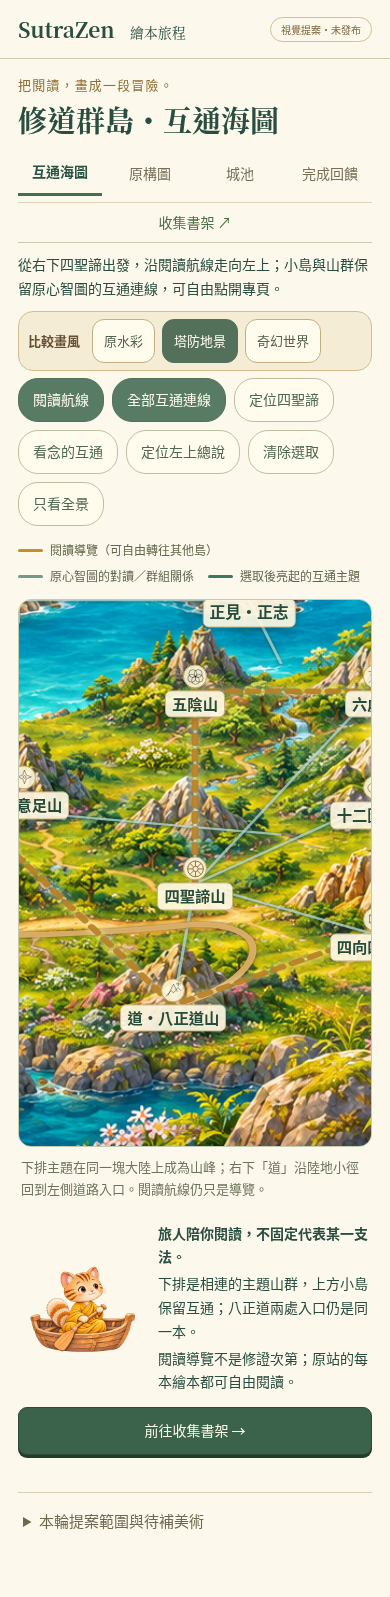 SutraZen 繪本旅程
視覺提案・未發布
把閱讀，畫成一段冒險。
修道群島・互通海圖
互通海圖 原構圖 城池 完成回饋
收集書架 ↗
從右下四聖諦出發，沿閱讀航線走向左上；小島與山群保
留原心智圖的互通連線，可自由點開專頁。
比較畫風 原水彩 塔防地景 奇幻世界
閱讀航線 全部互通連線 定位四聖諦
看念的互通 定位左上總說 清除選取
只看全景
閱讀導覽（可自由轉往其他島）
原心智圖的對讀／群組關係 選取後亮起的互通主題
正見・正志
五陰山
意足山
十二
四聖諦山
四向
道・八正道山
下排主題在同一塊大陸上成為山峰；右下「道」沿陸地小徑
回到左側道路入口。閱讀航線仍只是導覽。
旅人陪你閱讀，不固定代表某一支
法。
下排是相連的主題山群，上方小島
保留互通；八正道兩處入口仍是同
一本。
閱讀導覽不是修證次第；原站的每
本繪本都可自由閱讀。
前往收集書架 →
▶ 本輪提案範圍與待補美術